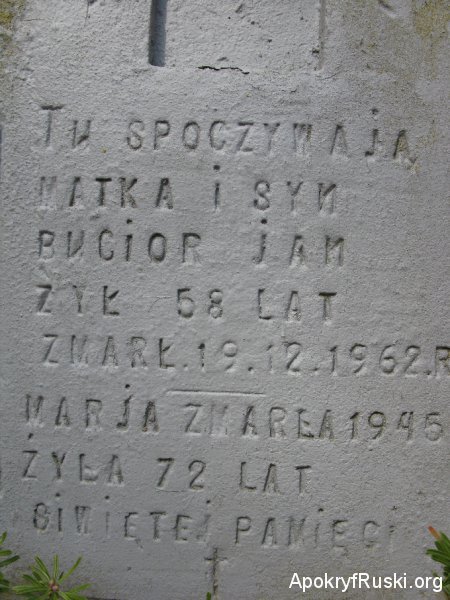 TU SPOCZYWAJĄ
MATKA i SYN
BUCIOR JAN
ŻYŁ 58 LAT
ZMARŁ. 19. 12. 1962. R
MARJA ZMARŁA 1945
ŻYŁA 72 LAT
ŚIWIĘTEJ PAMIĘCI
ApokryfRuski.org